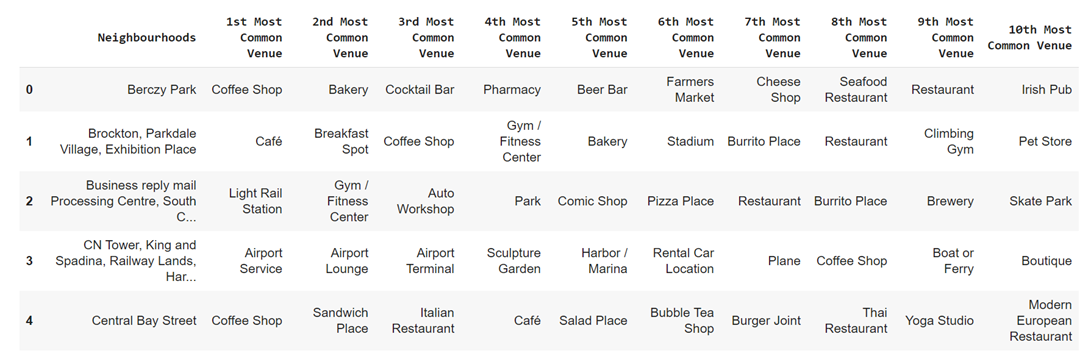 Neighbourhoods 1st Most Common Venue 2nd Most Common Venue 3rd Most Common Venue 4th Most Common Venue 5th Most Common Venue 6th Most Common Venue 7th Most Common Venue 8th Most Common Venue 9th Most Common Venue 10th Most Common Venue
0 Berczy Park Coffee Shop Bakery Cocktail Bar Pharmacy Beer Bar Farmers Market Cheese Shop Seafood Restaurant Restaurant Irish Pub
1 Brockton, Parkdale Village, Exhibition Place Café Breakfast Spot Coffee Shop Gym / Fitness Center Bakery Stadium Burrito Place Restaurant Climbing Gym Pet Store
2 Business reply mail Processing Centre, South C... Light Rail Station Gym / Fitness Center Auto Workshop Park Comic Shop Pizza Place Restaurant Burrito Place Brewery Skate Park
3 CN Tower, King and Spadina, Railway Lands, Har... Airport Service Airport Lounge Airport Terminal Sculpture Garden Harbor / Marina Rental Car Location Plane Coffee Shop Boat or Ferry Boutique
4 Central Bay Street Coffee Shop Sandwich Place Italian Restaurant Café Salad Place Bubble Tea Shop Burger Joint Thai Restaurant Yoga Studio Modern European Restaurant